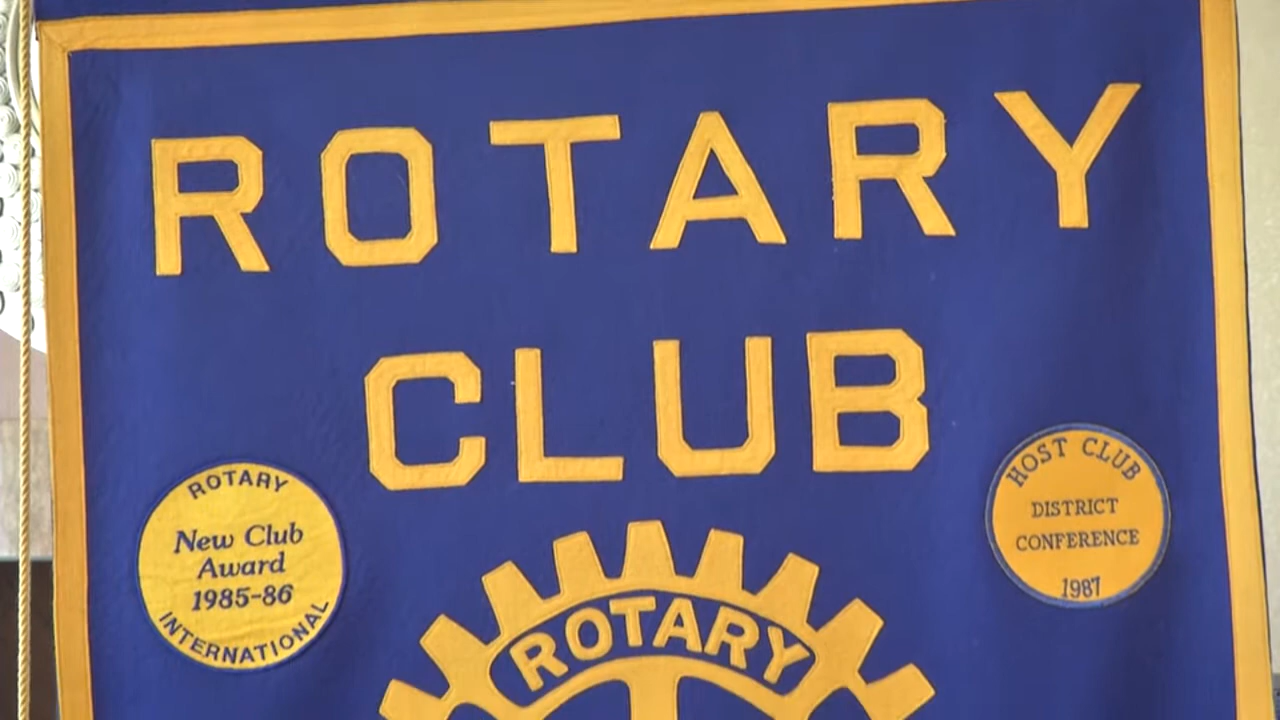 ROTARY
CLUB
ROTARY
New Club
Award
1985-86
INTERNATIONAL
HOST CLUB
DISTRICT
CONFERENCE
1987
ROTARY